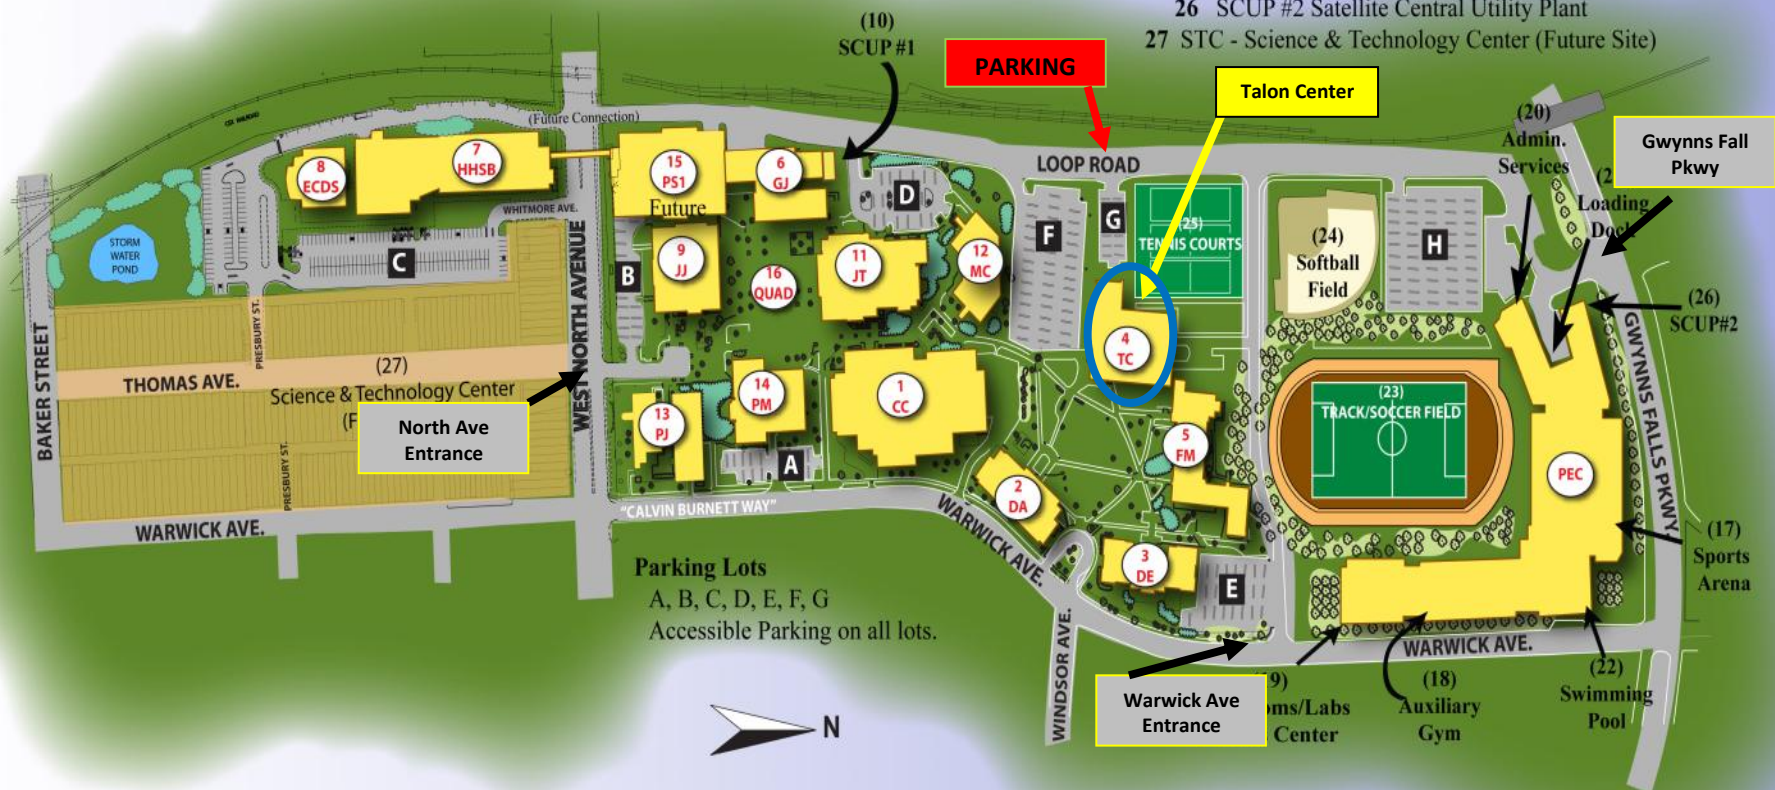 26 SCUP #2 Satellite Central Utility Plant
27 STC - Science & Technology Center (Future Site)
(10)
SCUP #1
PARKING
Talon Center
(20)
Admin.
Services
Gwynns Fall
Pkwy
Loading
Dock
(Future Connection)
LOOP ROAD
8
ECDS
7
HHSB
15
PS1
Future
6
GJ
D
F
G
(25)
TENNIS COURTS
(24)
Softball
Field
H
WHITMORE AVE.
STORM
WATER
POND
C
B
9
JJ
16
QUAD
11
JT
12
MC
(26)
SCUP#2
BAKER STREET
PRESBURY ST.
WEST NORTH AVENUE
GWYNNS FALLS PKWY
4
TC
THOMAS AVE.
(27)
Science & Technology Center
(F
North Ave
Entrance
13
PJ
14
PM
1
CC
(23)
TRACK/SOCCER FIELD
5
FM
A
PEC
PRESBURY ST.
2
DA
WARWICK AVE.
"CALVIN BURNETT WAY"
WARWICK AVE.
(17)
Sports
Arena
3
DE
E
Parking Lots
A, B, C, D, E, F, G
Accessible Parking on all lots.
WINDSOR AVE.
WARWICK AVE.
Warwick Ave
Entrance
9)
oms/Labs
Center
(18)
Auxiliary
Gym
(22)
Swimming
Pool
N